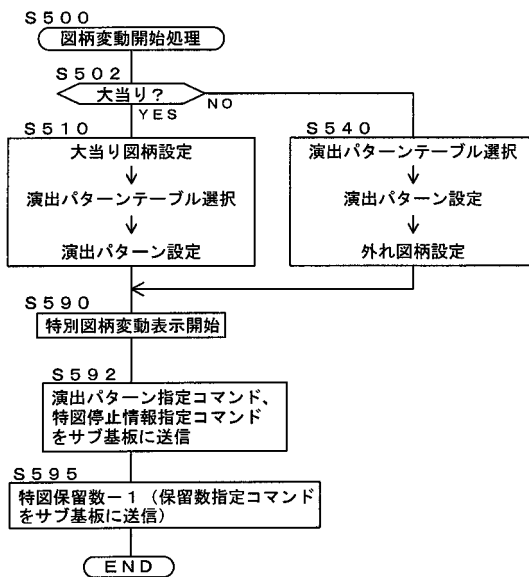 S500
図柄変動開始処理
S502
大当り?
NO
YES
S510
大当り図柄設定
↓
演出パターンテーブル選択
↓
演出パターン設定
S540
演出パターンテーブル選択
↓
演出パターン設定
↓
外れ図柄設定
S590
特別図柄変動表示開始
S592
演出パターン指定コマンド、
特図停止情報指定コマンド
をサブ基板に送信
S595
特図保留数-1(保留数指定コマンド
をサブ基板に送信)
END